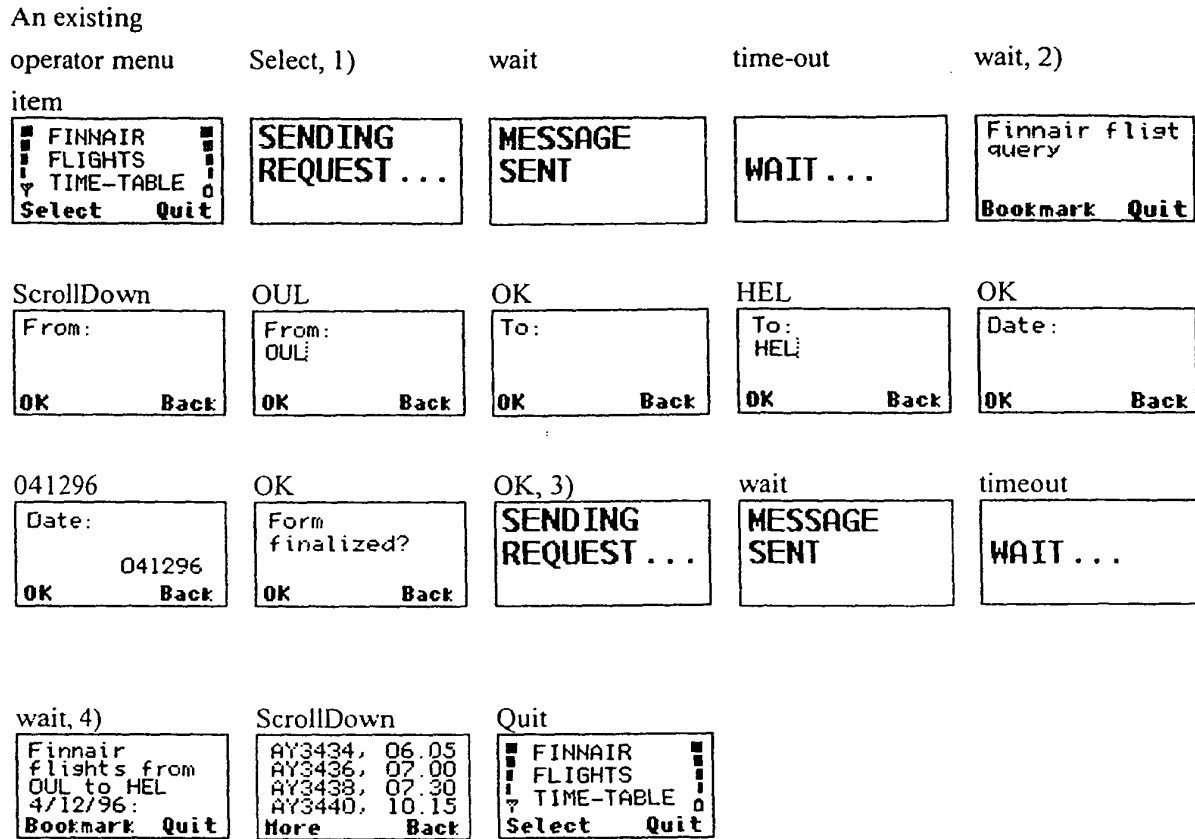 An existing
operator menu
item
Select, 1)
wait
time-out
wait, 2)
FINNAIR
FLIGHTS
TIME-TABLE
Select Quit
SENDING
REQUEST...
MESSAGE
SENT
WAIT...
Finnair flist
query
Bookmark Quit
ScrollDown
OUL
OK
HEL
OK
From:
OK Back
From:
OUL
OK Back
To:
OK Back
To:
HEL
OK Back
Date:
OK Back
041296
OK
OK, 3)
wait
timeout
Date:
041296
OK Back
Form
finalized?
OK Back
SENDING
REQUEST...
MESSAGE
SENT
WAIT...
wait, 4)
ScrollDown
Quit
Finnair
flights from
OUL to HEL
4/12/96:
Bookmark Quit
AY3434, 06.05
AY3436, 07.00
AY3438, 07.30
AY3440, 10.15
More Back
FINNAIR
FLIGHTS
TIME-TABLE
Select Quit